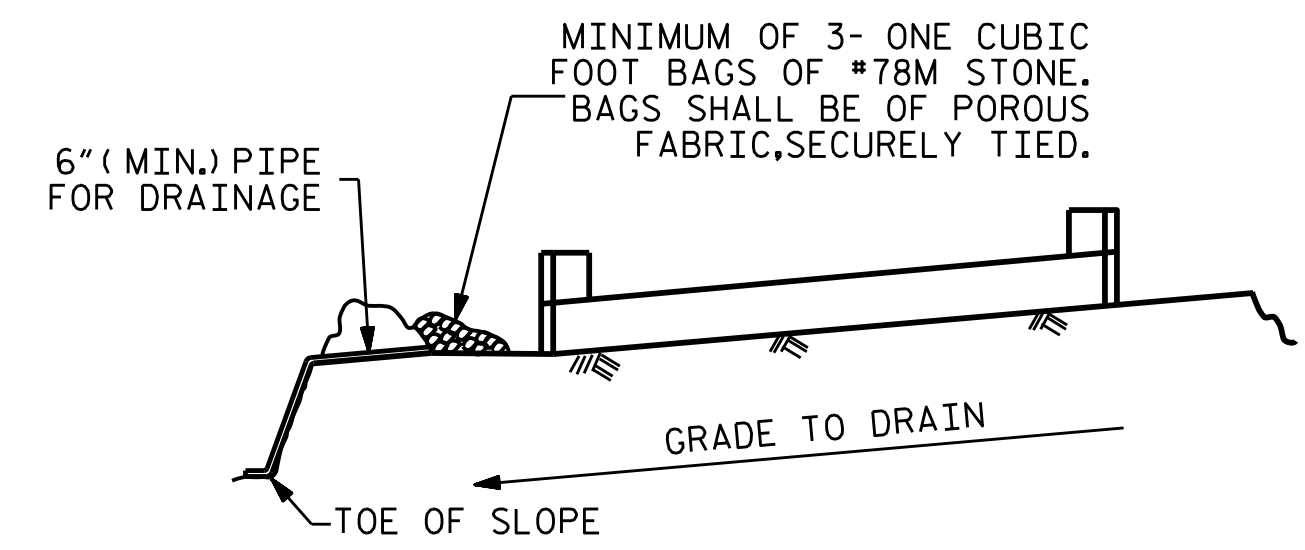 MINIMUM OF 3- ONE CUBIC
FOOT BAGS OF #78M STONE.
BAGS SHALL BE OF POROUS
FABRIC,SECURELY TIED.
6"(MIN.) PIPE
FOR DRAINAGE
GRADE TO DRAIN
TOE OF SLOPE